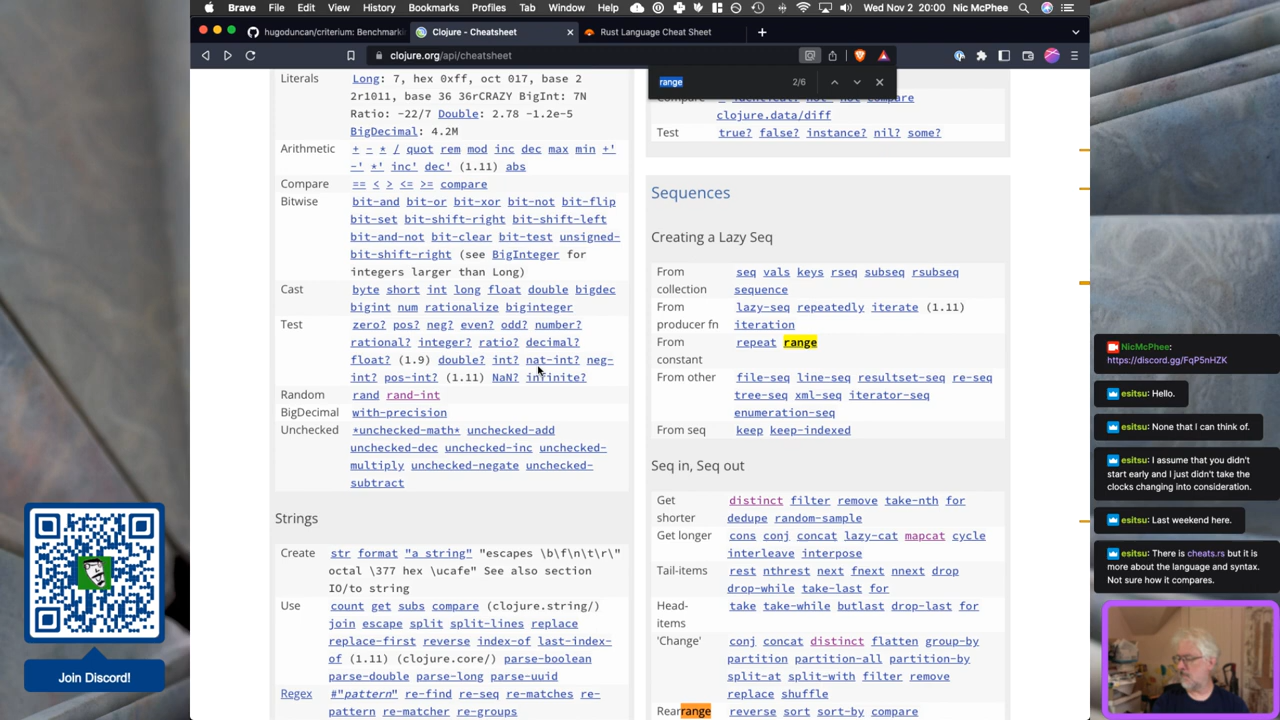 Brave File Edit View History Bookmarks Profiles Tab Window Help Nic McPhee Wed Nov 2 20:00
hugoduncan/criterium: Benchmarki
Clojure - Cheatsheet
Rust Language Cheat Sheet
clojure.org/api/cheatsheet
range 2/6
Literals Long: 7, hex 0xff, oct 017, base 2
2r1011, base 36 36rCRAZY BigInt: 7N
Ratio: -22/7 Double: 2.78 -1.2e-5
BigDecimal: 4.2M
Arithmetic + - * / quot rem mod inc dec max min +'
-' *' inc' dec' (1.11) abs
Compare == < > <= >= compare
Bitwise bit-and bit-or bit-xor bit-not bit-flip
bit-set bit-shift-right bit-shift-left
bit-and-not bit-clear bit-test unsigned-
bit-shift-right (see BigInteger for
integers larger than Long)
Cast byte short int long float double bigdec
bigint num rationalize biginteger
Test zero? pos? neg? even? odd? number?
rational? integer? ratio? decimal?
float? (1.9) double? int? nat-int? neg-
int? pos-int? (1.11) NaN? infinite?
Random rand rand-int
BigDecimal with-precision
Unchecked *unchecked-math* unchecked-add
unchecked-dec unchecked-inc unchecked-
multiply unchecked-negate unchecked-
subtract
Strings
Create str format "a string" "escapes \b\f\n\t\r\"
octal \377 hex \ucafe" See also section
IO/to string
Use count get subs compare (clojure.string/)
join escape split split-lines replace
replace-first reverse index-of last-index-
of (1.11) (clojure.core/) parse-boolean
parse-double parse-long parse-uuid
Regex #"pattern" re-find re-seq re-matches re-
pattern re-matcher re-groups
compare
clojure.data/diff
Test true? false? instance? nil? some?
Sequences
Creating a Lazy Seq
From seq vals keys rseq subseq rsubseq
collection sequence
From lazy-seq repeatedly iterate (1.11)
producer fn iteration
From repeat range
constant
From other file-seq line-seq resultset-seq re-seq
tree-seq xml-seq iterator-seq
enumeration-seq
From seq keep keep-indexed
Seq in, Seq out
Get distinct filter remove take-nth for
shorter dedupe random-sample
Get longer cons conj concat lazy-cat mapcat cycle
interleave interpose
Tail-items rest nthrest next fnext nnext drop
drop-while take-last for
Head- take take-while butlast drop-last for
items
'Change' conj concat distinct flatten group-by
partition partition-all partition-by
split-at split-with filter remove
replace shuffle
Rearrange reverse sort sort-by compare
NicMcPhee:
https://discord.gg/FqP5nHZK
esitsu: Hello.
esitsu: None that I can think of.
esitsu: I assume that you didn't
start early and I just didn't take the
clocks changing into consideration.
esitsu: Last weekend here.
esitsu: There is cheats.rs but it is
more about the language and syntax.
Not sure how it compares.
Join Discord!